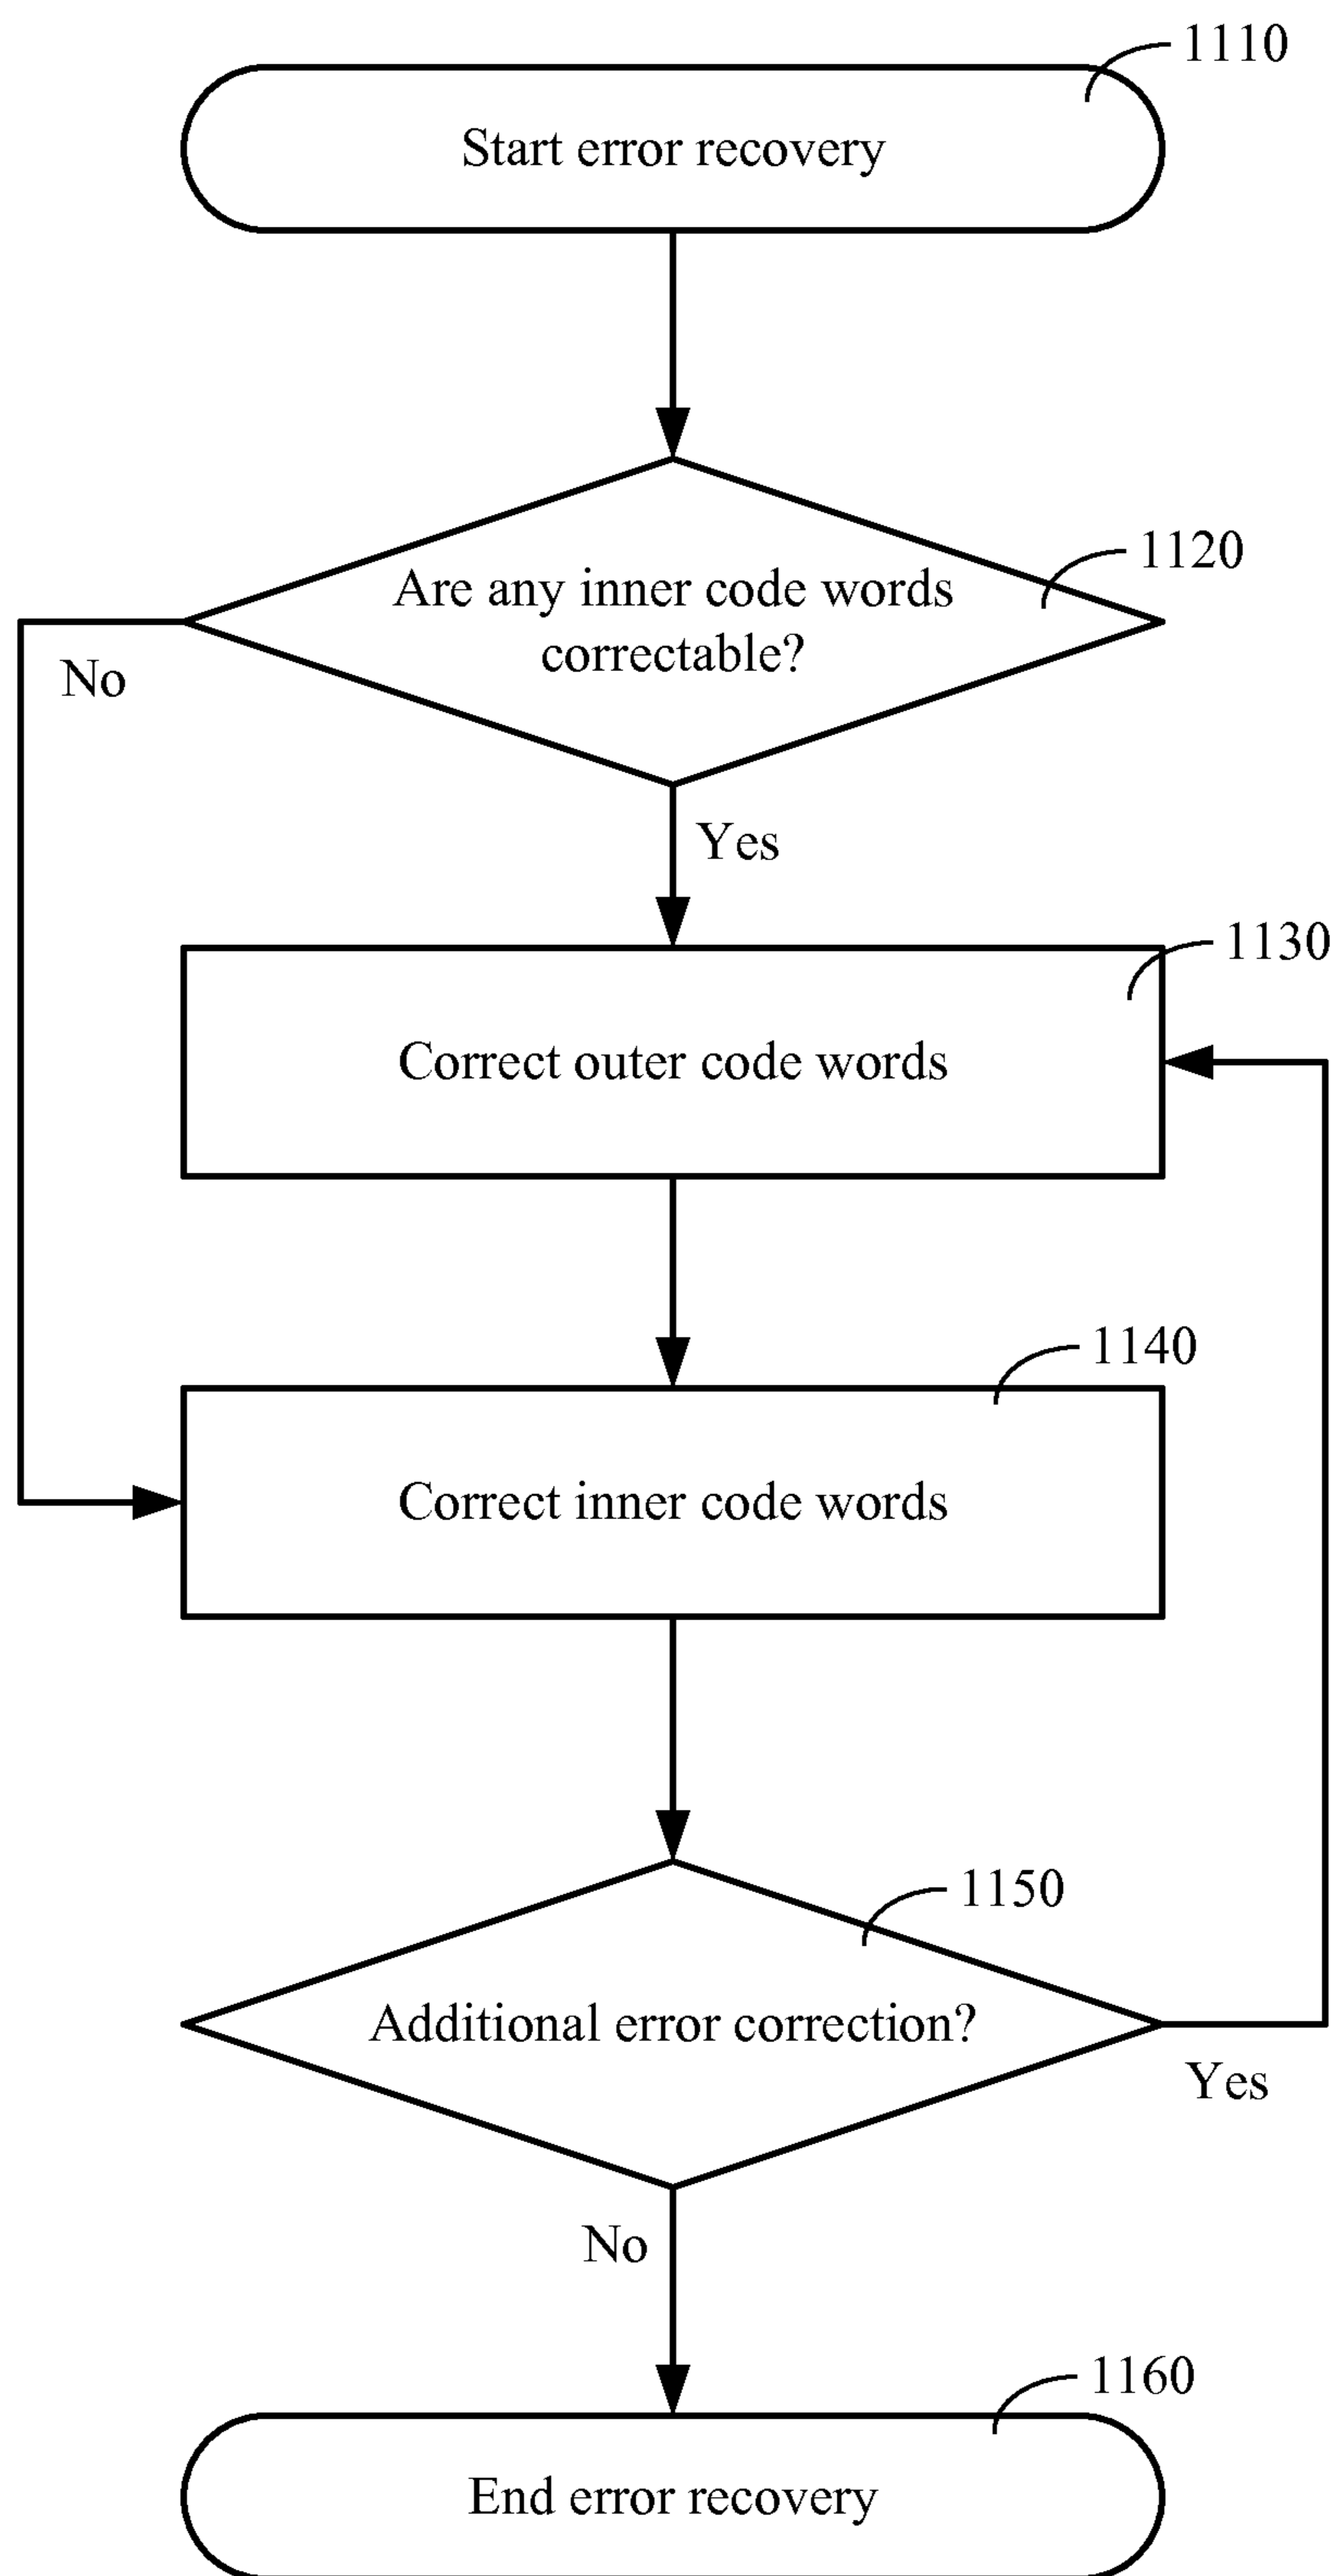 1110
Start error recovery
1120
Are any inner code words
correctable?
No
Yes
1130
Correct outer code words
1140
Correct inner code words
1150
Additional error correction?
Yes
No
1160
End error recovery